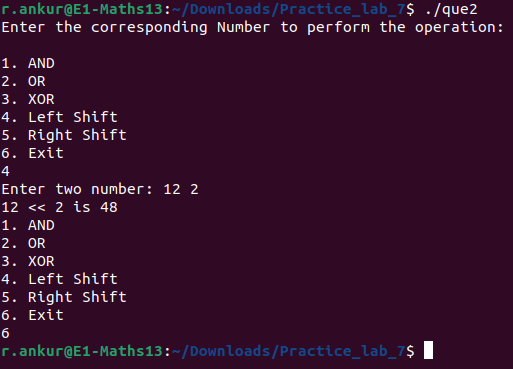 r.ankur@E1-Maths13:~/Downloads/Practice_lab_7$ ./que2
Enter the corresponding Number to perform the operation:

1. AND
2. OR
3. XOR
4. Left Shift
5. Right Shift
6. Exit
4
Enter two number: 12 2
12 << 2 is 48
1. AND
2. OR
3. XOR
4. Left Shift
5. Right Shift
6. Exit
6
r.ankur@E1-Maths13:~/Downloads/Practice_lab_7$